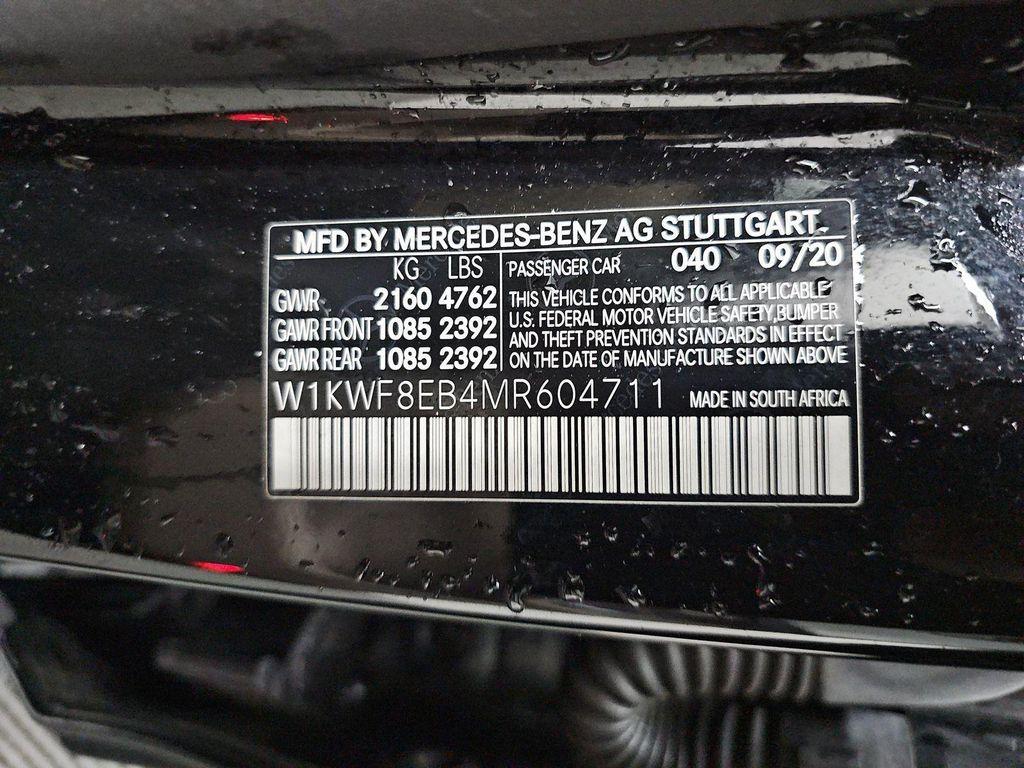 MFD BY MERCEDES-BENZ AG STUTTGART
KG LBS
GVWR 2160 4762
GAWR FRONT 1085 2392
GAWR REAR 1085 2392
PASSENGER CAR 040 09/20
THIS VEHICLE CONFORMS TO ALL APPLICABLE
U.S. FEDERAL MOTOR VEHICLE SAFETY,BUMPER
AND THEFT PREVENTION STANDARDS IN EFFECT
ON THE DATE OF MANUFACTURE SHOWN ABOVE
W1KWF8EB4MR604711 MADE IN SOUTH AFRICA